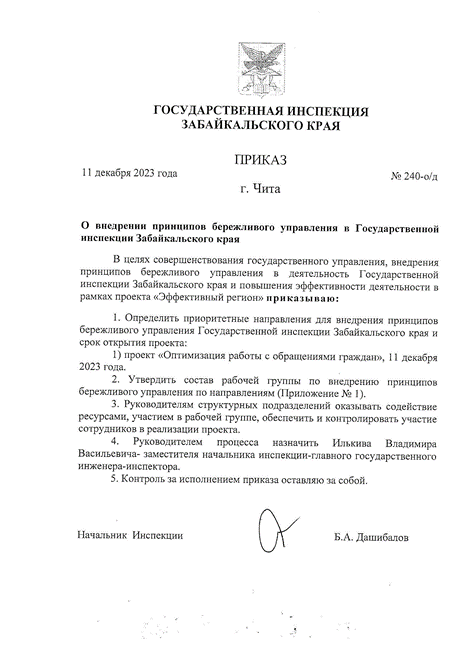 ГОСУДАРСТВЕННАЯ ИНСПЕКЦИЯ
ЗАБАЙКАЛЬСКОГО КРАЯ
ПРИКАЗ
11 декабря 2023 года
№ 240-о/д
г. Чита
О внедрении принципов бережливого управления в Государственной
инспекции Забайкальского края
В целях совершенствования государственного управления, внедрения
принципов бережливого управления в деятельность Государственной
инспекции Забайкальского края и повышения эффективности деятельности в
рамках проекта «Эффективный регион» приказываю:
1. Определить приоритетные направления для внедрения принципов
бережливого управления Государственной инспекции Забайкальского края и
срок открытия проекта:
1) проект «Оптимизация работы с обращениями граждан», 11 декабря
2023 года.
2. Утвердить состав рабочей группы по внедрению принципов
бережливого управления по направлениям (Приложение № 1).
3. Руководителям структурных подразделений оказывать содействие
ресурсами, участием в рабочей группе, обеспечить и контролировать участие
сотрудников в реализации проекта.
4. Руководителем процесса назначить Илькива Владимира
Васильевича- заместителя начальника инспекции-главного государственного
инженера-инспектора.
5. Контроль за исполнением приказа оставляю за собой.
Начальник Инспекции
Б.А. Дашибалов